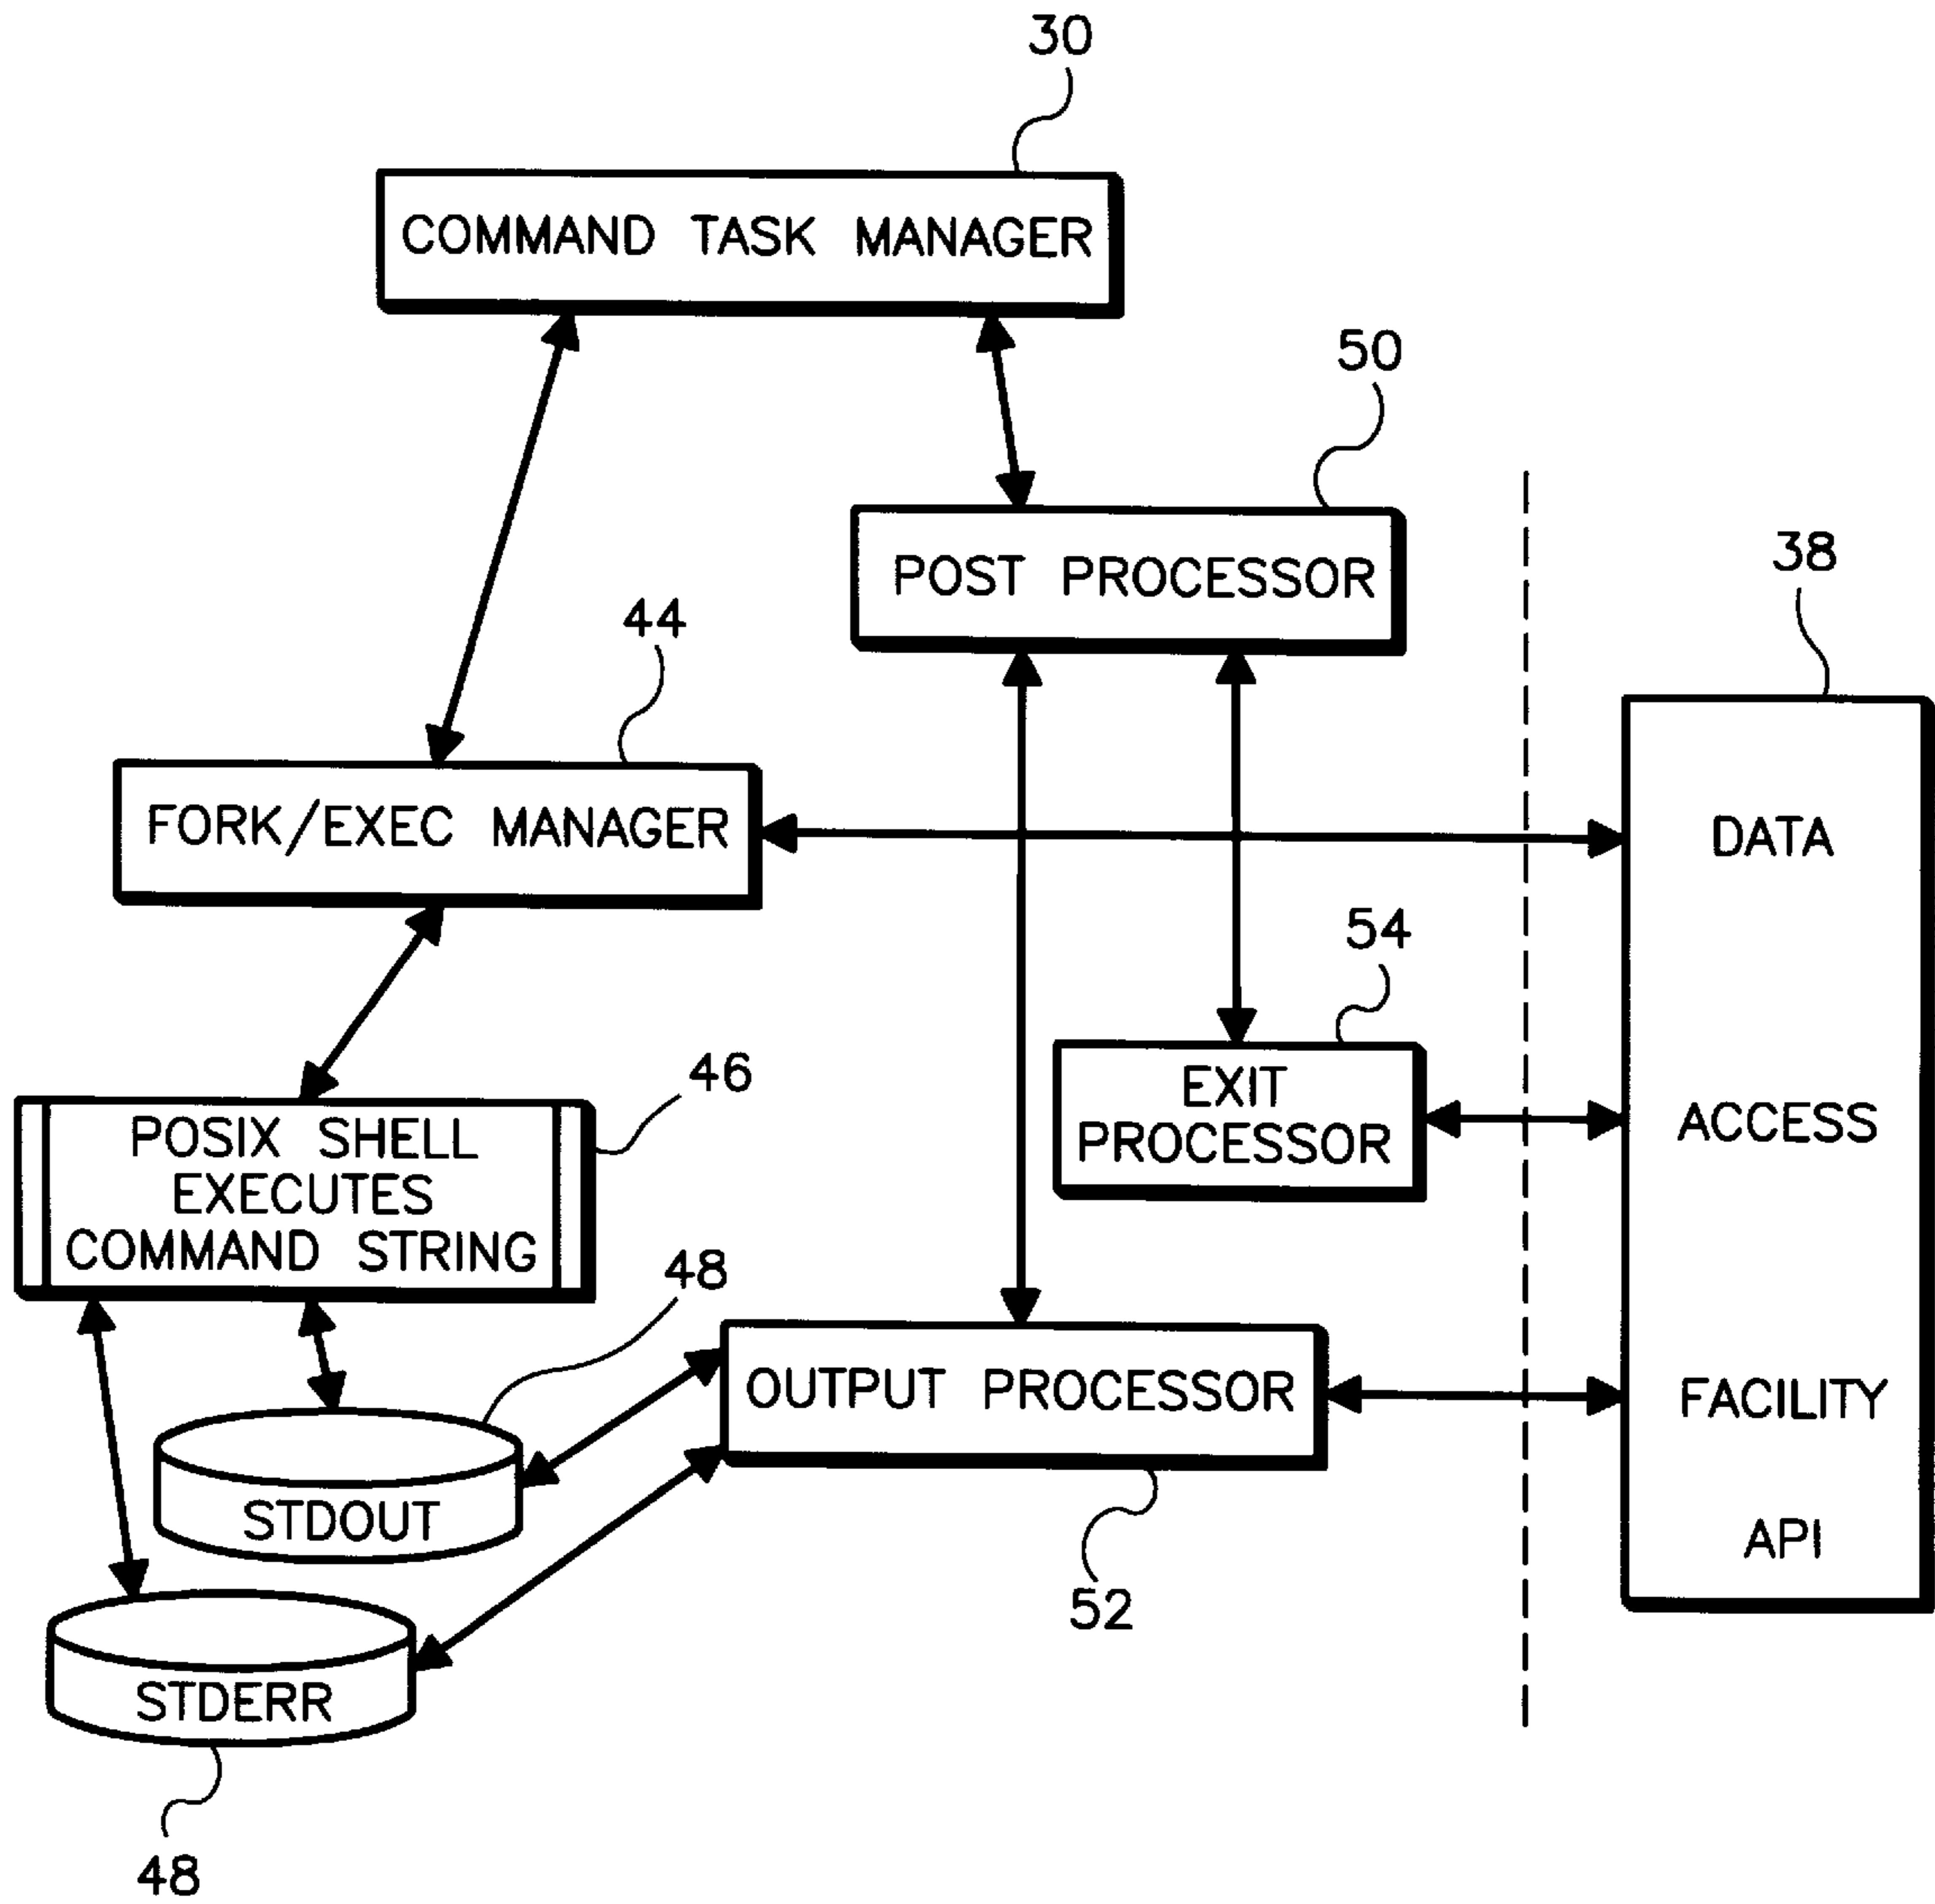 30
COMMAND TASK MANAGER
50
POST PROCESSOR
38
44
FORK/EXEC MANAGER
DATA
54
EXIT
PROCESSOR
ACCESS
46
POSIX SHELL
EXECUTES
COMMAND STRING
48
OUTPUT PROCESSOR
FACILITY
STDOUT
API
52
STDERR
48